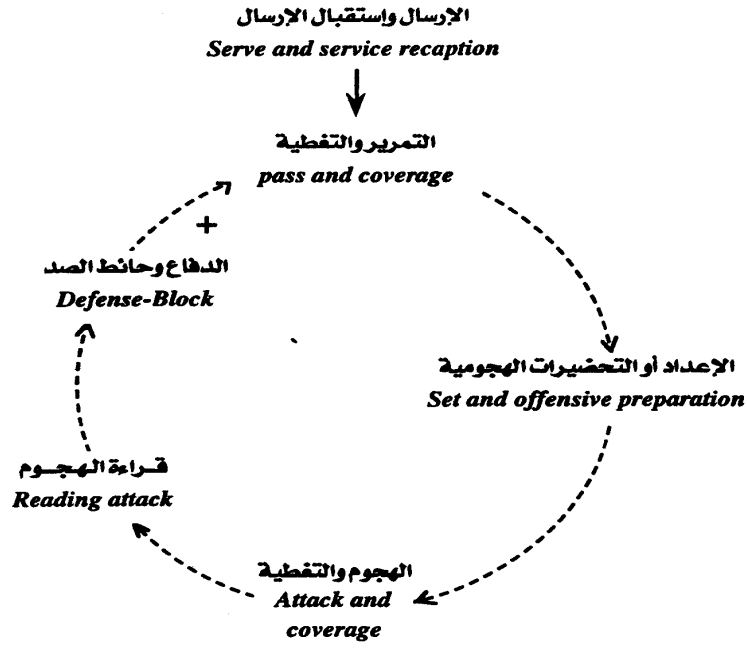 الإرسال وإستقبال الإرسال
Serve and service recaption
التمرير والتغطية
pass and coverage
+
الدفاع وحائط الصد
Defense-Block
الإعداد أو التحضيرات الهجومية
Set and offensive preparation
قراءة الهجوم
Reading attack
الهجوم والتغطية
Attack and
coverage